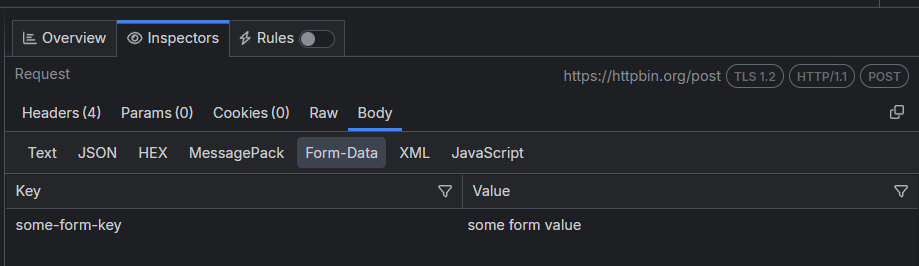 Overview Inspectors Rules
Request https://httpbin.org/post TLS 1.2 HTTP/1.1 POST
Headers (4) Params (0) Cookies (0) Raw Body
Text JSON HEX MessagePack Form-Data XML JavaScript
Key Value
some-form-key some form value